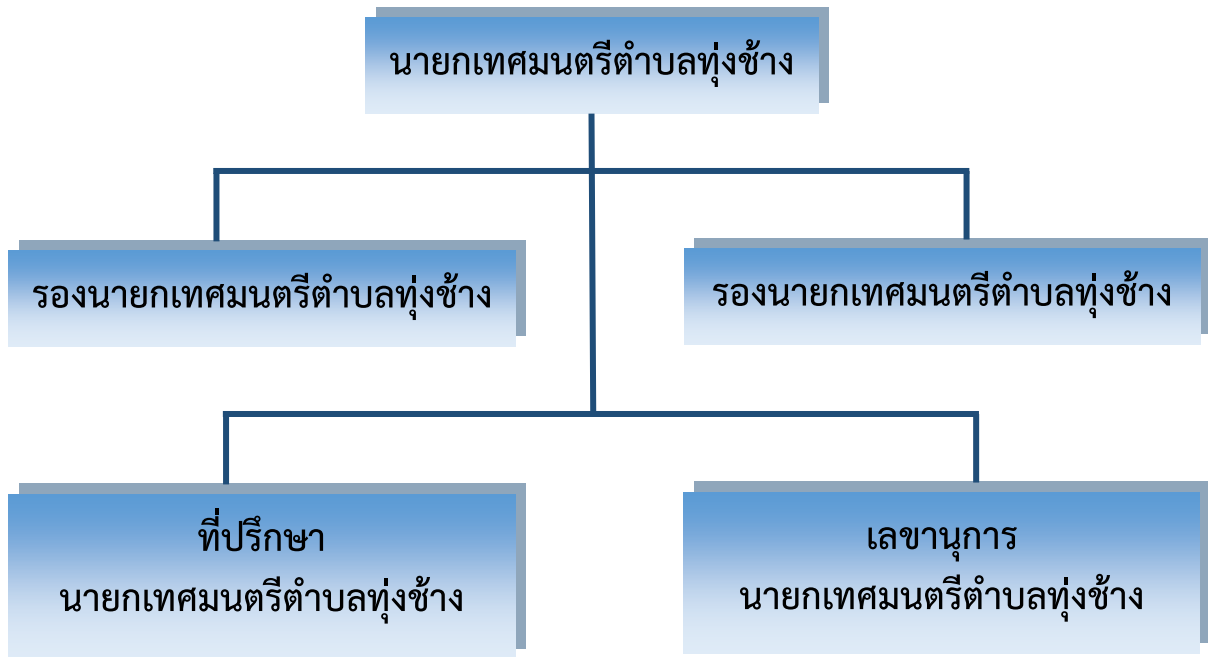 นายกเทศมนตรีตำบลทุ่งช้าง
รองนายกเทศมนตรีตำบลทุ่งช้าง
รองนายกเทศมนตรีตำบลทุ่งช้าง
ที่ปรึกษา
นายกเทศมนตรีตำบลทุ่งช้าง
เลขานุการ
นายกเทศมนตรีตำบลทุ่งช้าง